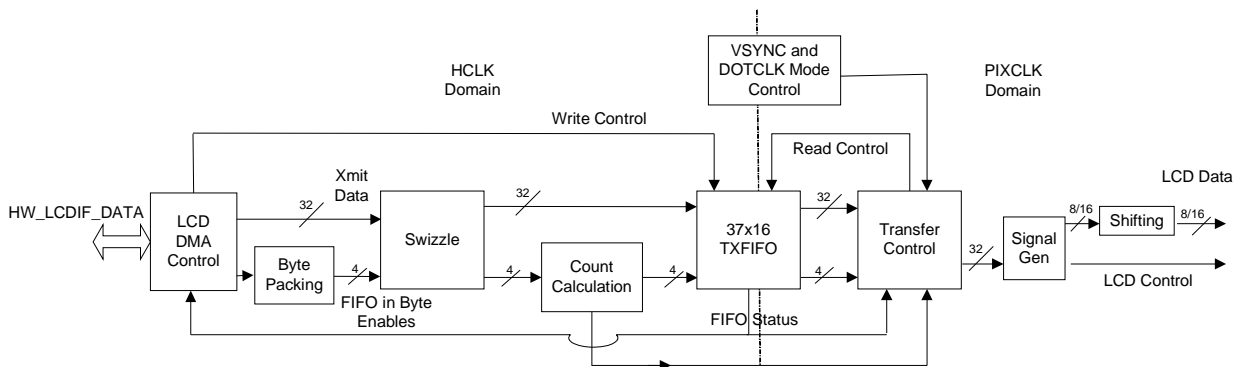 VSYNC and
DOTCLK Mode
Control
HCLK
Domain
PIXCLK
Domain
Write Control
Read Control
Xmit
Data
LCD Data
HW_LCDIF_DATA
32
32
32
8/16
8/16
LCD
DMA
Control
Swizzle
37x16
TXFIFO
Transfer
Control
Signal
Gen
Shifting
32
Byte
Packing
4
4
Count
Calculation
4
4
LCD Control
FIFO in Byte
Enables
FIFO Status